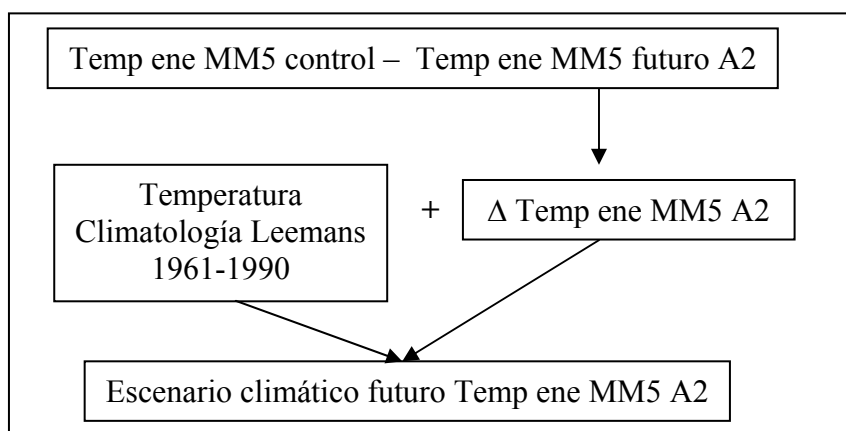 Temp ene MM5 control – Temp ene MM5 futuro A2
Temperatura
Climatología Leemans
1961-1990
+
Δ Temp ene MM5 A2
Escenario climático futuro Temp ene MM5 A2